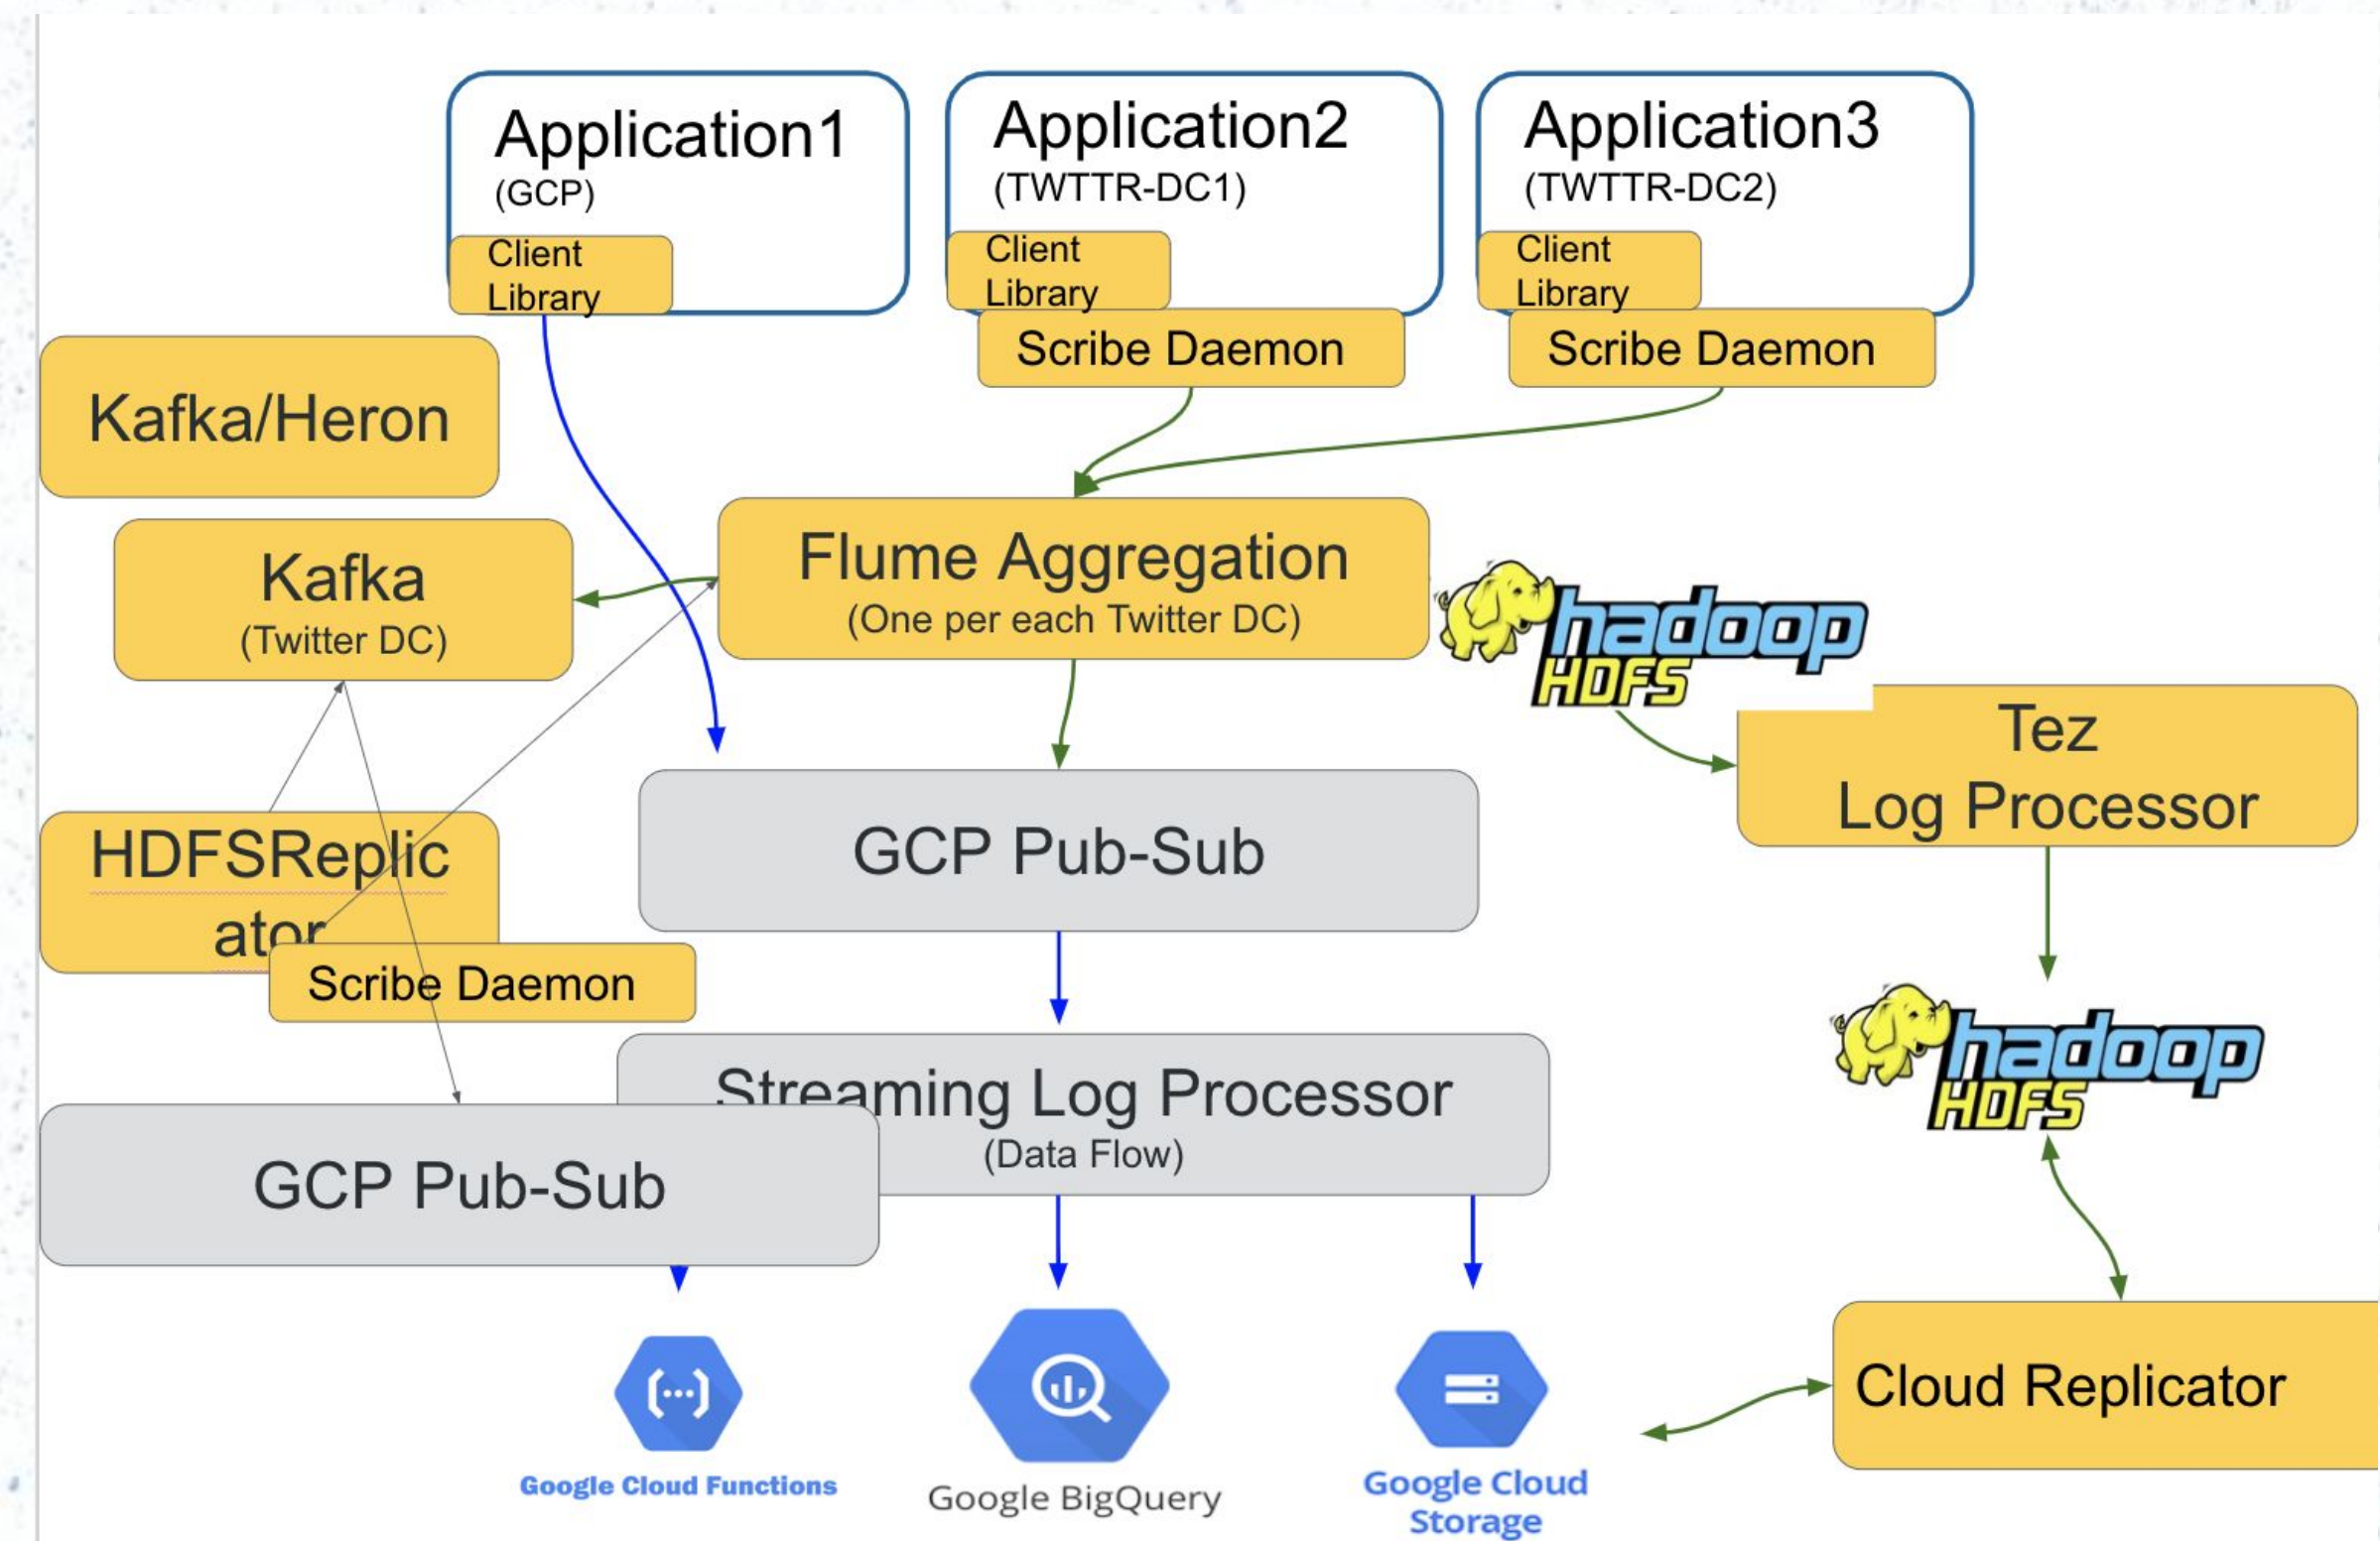 Application1
(GCP)
Client
Library
Application2
(TWTTR-DC1)
Client
Library
Scribe Daemon
Application3
(TWTTR-DC2)
Client
Library
Scribe Daemon
Kafka/Heron
Kafka
(Twitter DC)
Flume Aggregation
(One per each Twitter DC)
hadoop
HDFS
Tez
Log Processor
GCP Pub-Sub
HDFSReplic
ator
Scribe Daemon
Streaming Log Processor
(Data Flow)
GCP Pub-Sub
hadoop
HDFS
Cloud Replicator
Google Cloud Functions
Google BigQuery
Google Cloud
Storage